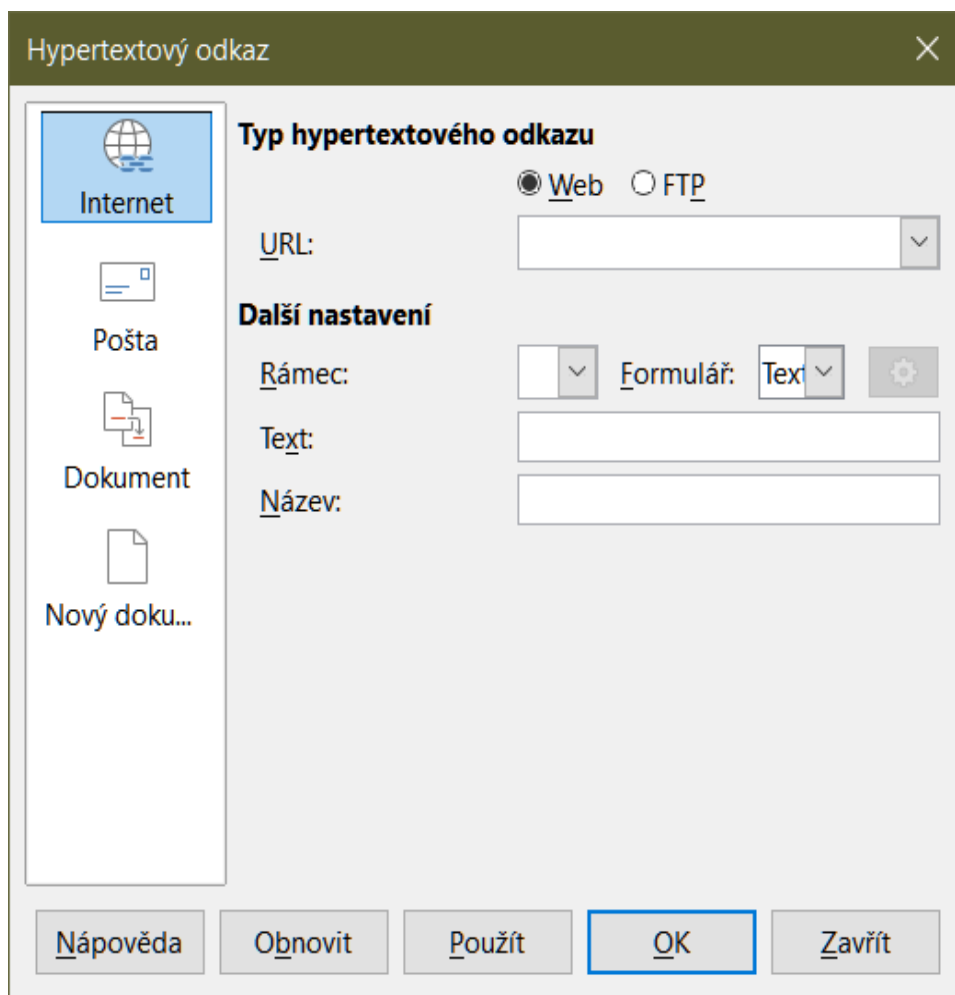 Hypertextový odkaz
Internet
Pošta
Dokument
Nový doku...
Typ hypertextového odkazu
Web FTP
URL:
Další nastavení
Rámec: Formulář: Text
Text:
Název:
Nápověda Obnovit Použít OK Zavřít